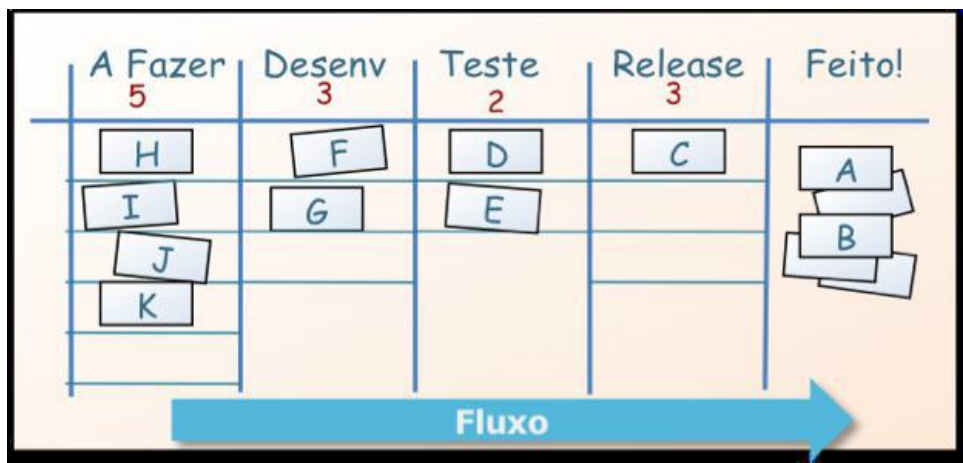 A Fazer Desenv Teste Release Feito!
5 3 2 3
H F D C A
I G E B
J
K
Fluxo